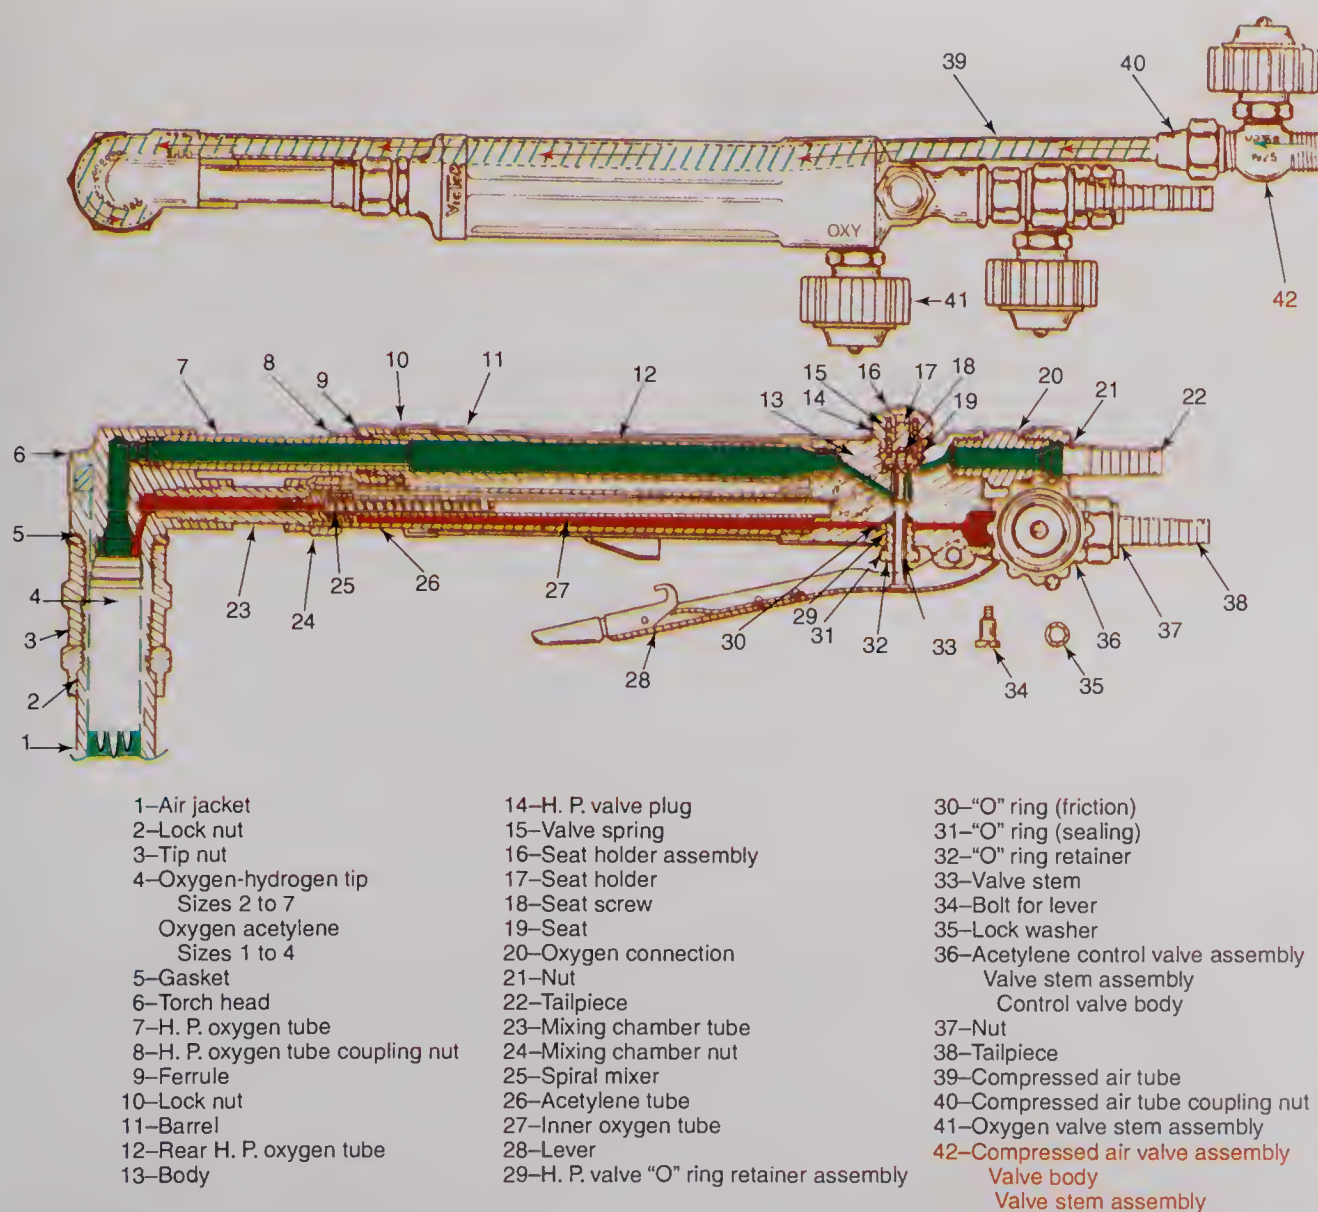 39
40
VICTOR
OXY
41
42
7
8
9
10
11
12
13
14
15
16
17
18
19
20
21
22
6
5
4
3
2
1
23
24
25
26
27
28
29
30
31
32
33
34
35
36
37
38
1–Air jacket
2–Lock nut
3–Tip nut
4–Oxygen-hydrogen tip
Sizes 2 to 7
Oxygen acetylene
Sizes 1 to 4
5–Gasket
6–Torch head
7–H. P. oxygen tube
8–H. P. oxygen tube coupling nut
9–Ferrule
10–Lock nut
11–Barrel
12–Rear H. P. oxygen tube
13–Body
14–H. P. valve plug
15–Valve spring
16–Seat holder assembly
17–Seat holder
18–Seat screw
19–Seat
20–Oxygen connection
21–Nut
22–Tailpiece
23–Mixing chamber tube
24–Mixing chamber nut
25–Spiral mixer
26–Acetylene tube
27–Inner oxygen tube
28–Lever
29–H. P. valve “O” ring retainer assembly
30–“O” ring (friction)
31–“O” ring (sealing)
32–“O” ring retainer
33–Valve stem
34–Bolt for lever
35–Lock washer
36–Acetylene control valve assembly
Valve stem assembly
Control valve body
37–Nut
38–Tailpiece
39–Compressed air tube
40–Compressed air tube coupling nut
41–Oxygen valve stem assembly
42–Compressed air valve assembly
Valve body
Valve stem assembly